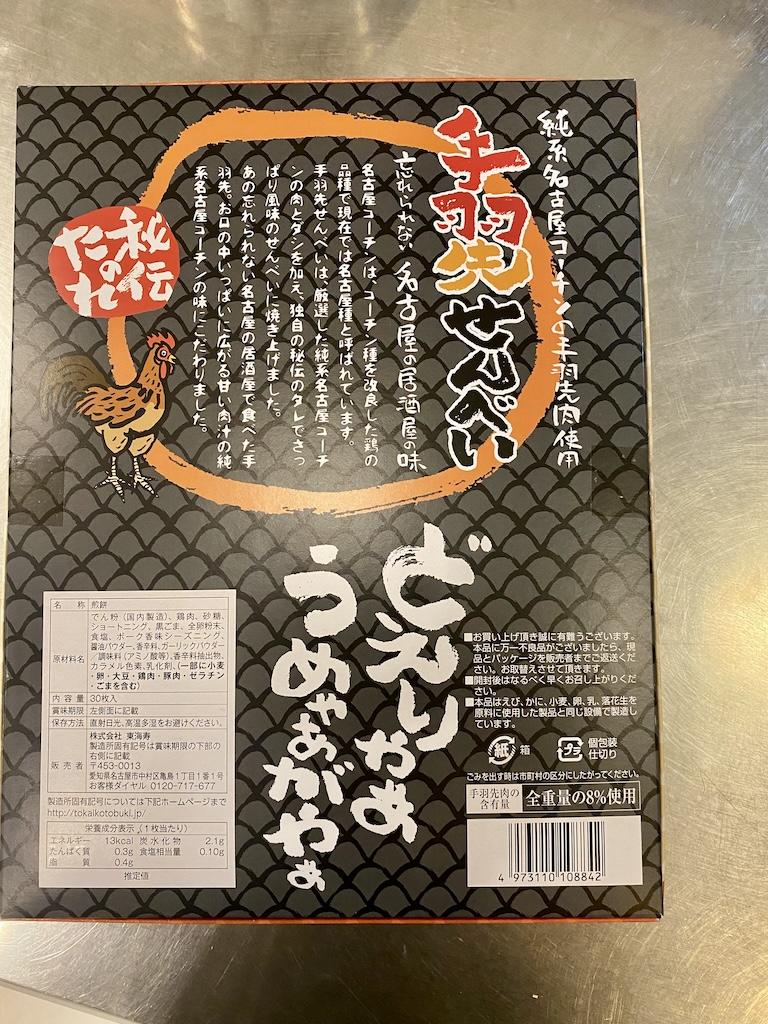 純系名古屋コーチンの手羽先肉使用
手羽先せんべい
忘れられない名古屋の居酒屋の味
名古屋コーチンは、コーチン種を改良した鶏の
品種で現在では名古屋種と呼ばれています。
手羽先せんべいは、厳選した純系名古屋コーチ
ンの肉とダシを加え、独自の秘伝のタレでさっ
ぱり風味のせんべいに焼き上げました。
あの忘れられない名古屋の居酒屋で食べた手
羽先。お口の中いっぱいに広がる甘い肉汁の純
系名古屋コーチンの味にこだわりました。
秘伝
のたれ
どえりゃあ
うめゃあがやぁ
名 称 煎餅
原材料名 でん粉（国内製造）、鶏肉、砂糖、
ショートニング、黒ごま、全卵粉末、
食塩、ポーク香味シーズニング、
醤油パウダー、香辛料、ガーリックパウダー
／調味料（アミノ酸等）、香辛料抽出物、
カラメル色素、乳化剤、（一部に小麦
・卵・大豆・鶏肉・豚肉・ゼラチン
・ごまを含む）
内 容 量 30枚入
賞味期限 左側面に記載
保存方法 直射日光、高温多湿をお避けください。
販 売 者 株式会社 東海寿
製造所固有記号は賞味期限の下部の
右側に記載
〒453-0013
愛知県名古屋市中村区亀島1丁目1番1号
お客様ダイヤル 0120-717-677
製造所固有記号については下記ホームページまで
http://tokaikotobuki.jp/
栄養成分表示（1枚当たり）
エネルギー 13kcal 炭水化物 2.1g
たんぱく質 0.3g 食塩相当量 0.10g
脂 質 0.4g
推定値
■お買い上げ頂き誠に有難うございます。
本品に万一不良品がございましたら、現
品とパッケージを販売者までご返送くだ
さい。お取替えさせて頂きます。
■開封後はなるべく早くお召し上がりくだ
さい。
■本品はえび、かに、小麦、卵、乳、落花生を
原料に使用した製品と同じ設備で製造し
ています。
紙 箱
プラ 個包装
仕切り
ごみを出す時は市町村の区分にしたがってください。
手羽先肉の
含有量
全重量の8%使用
4 973110 108842